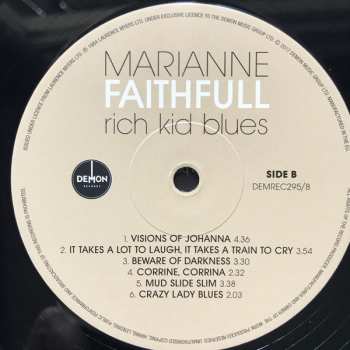 MARIANNE
FAITHFULL
rich kid blues
DEMON
RECORDS
SIDE B
DEMREC295/B
1. VISIONS OF JOHANNA 4.36
2. IT TAKES A LOT TO LAUGH, IT TAKES A TRAIN TO CRY 3.54
3. BEWARE OF DARKNESS 3.30
4. CORRINE, CORRINA 2.32
5. MUD SLIDE SLIM 5.38
6. CRAZY LADY BLUES 2.03